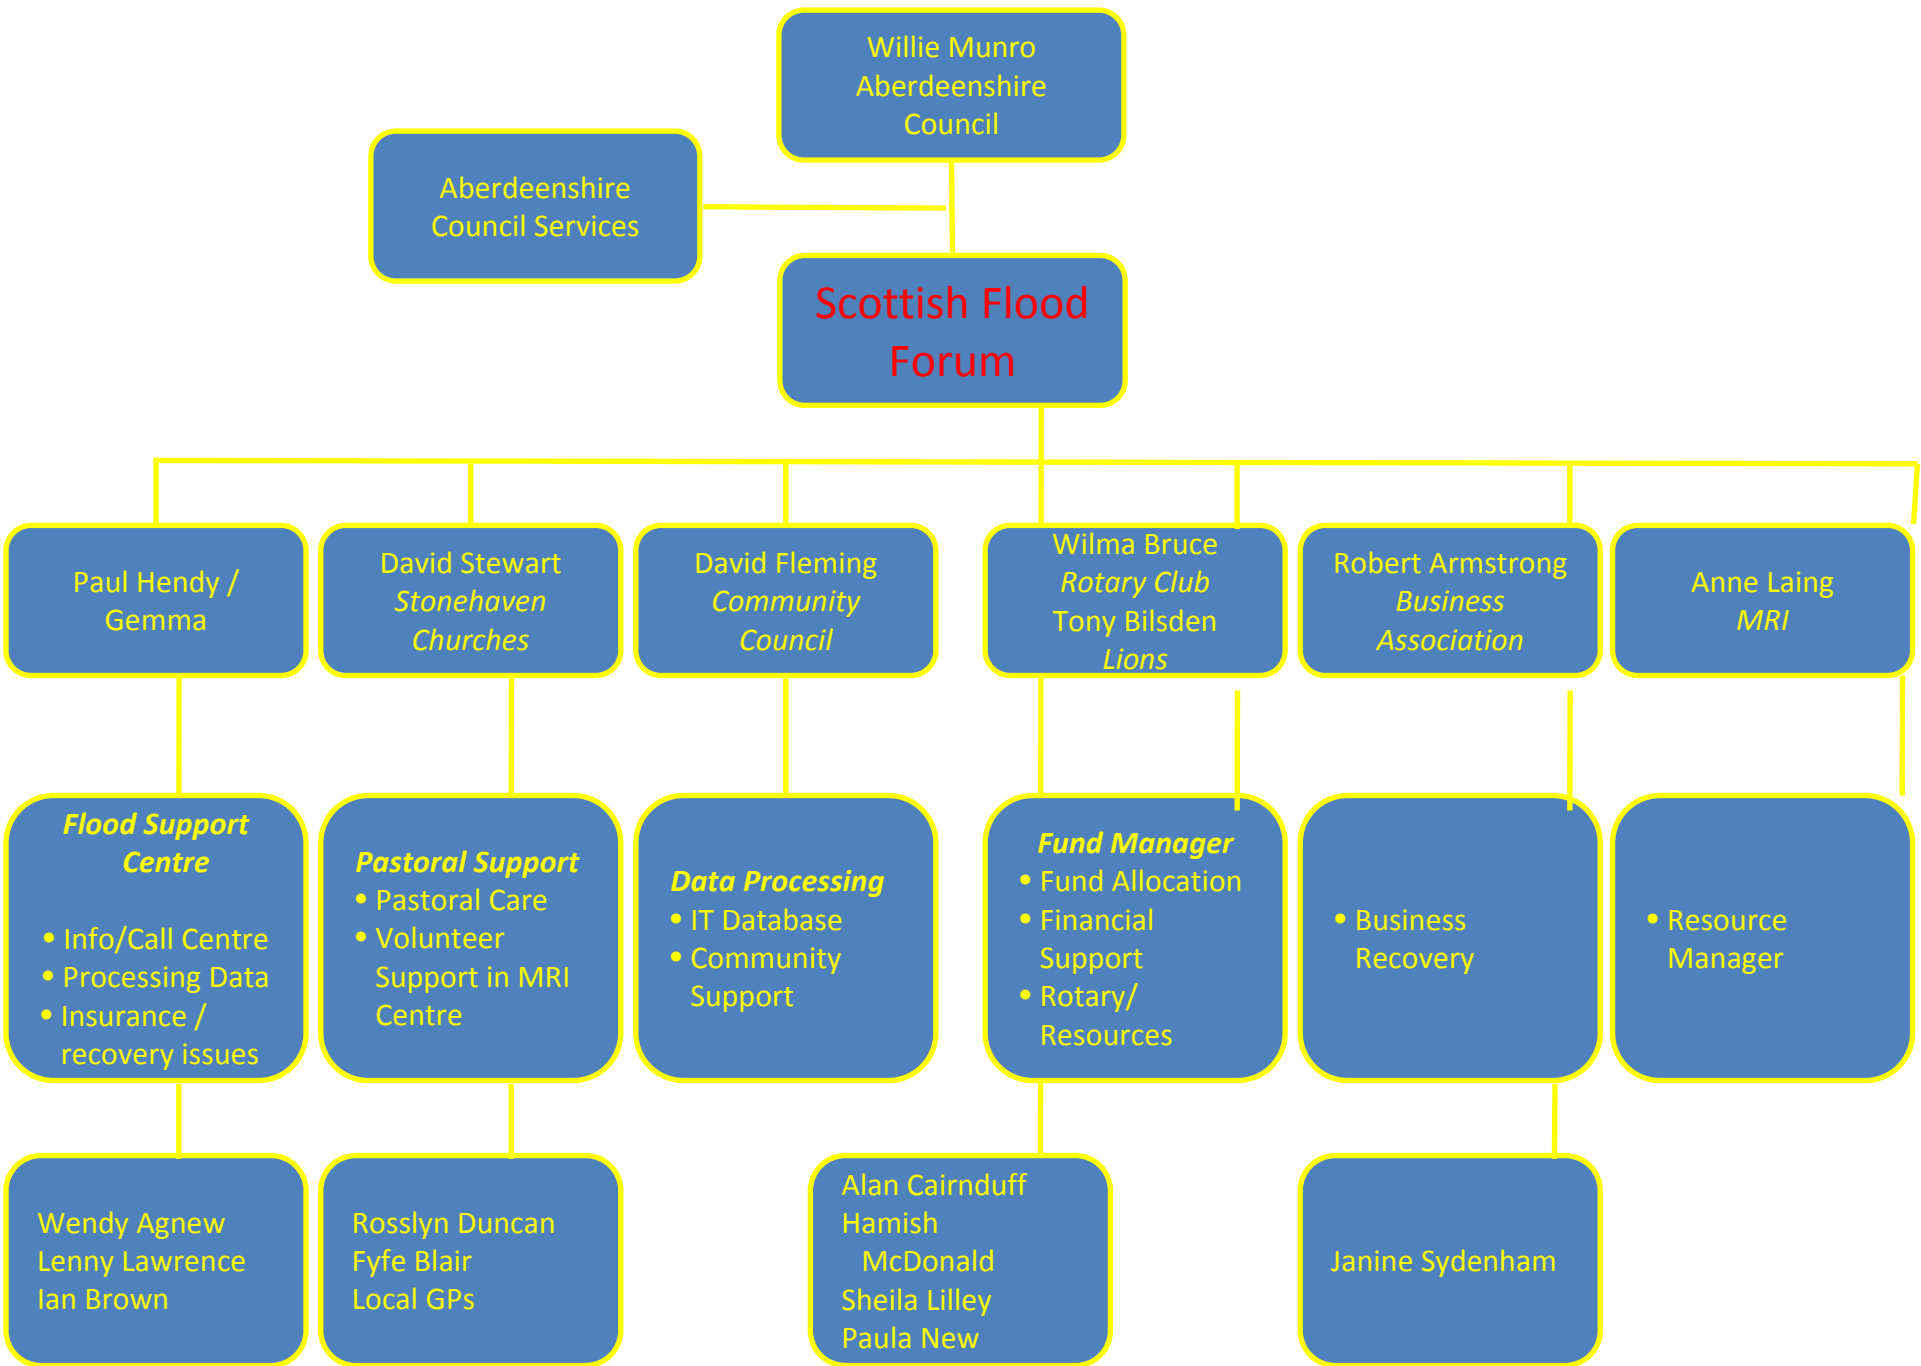 Willie Munro
Aberdeenshire
Council
Aberdeenshire
Council Services
Scottish Flood
Forum
Paul Hendy /
Gemma
David Stewart
Stonehaven
Churches
David Fleming
Community
Council
Wilma Bruce
Rotary Club
Tony Bilsden
Lions
Robert Armstrong
Business
Association
Anne Laing
MRI
Flood Support
Centre
• Info/Call Centre
• Processing Data
• Insurance /
recovery issues
Pastoral Support
• Pastoral Care
• Volunteer
Support in MRI
Centre
Data Processing
• IT Database
• Community
Support
Fund Manager
• Fund Allocation
• Financial
Support
• Rotary/
Resources
• Business
Recovery
• Resource
Manager
Wendy Agnew
Lenny Lawrence
Ian Brown
Rosslyn Duncan
Fyfe Blair
Local GPs
Alan Cairnduff
Hamish
McDonald
Sheila Lilley
Paula New
Janine Sydenham